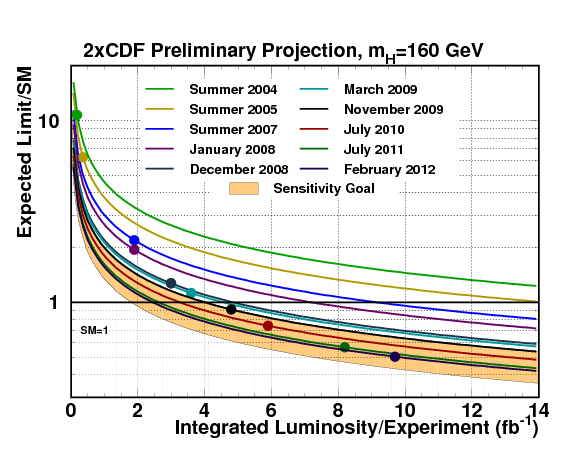 2xCDF Preliminary Projection, mH=160 GeV
Expected Limit/SM
Summer 2004
Summer 2005
Summer 2007
January 2008
December 2008
March 2009
November 2009
July 2010
July 2011
February 2012
Sensitivity Goal
10
1
SM=1
0 2 4 6 8 10 12 14
Integrated Luminosity/Experiment (fb-1)